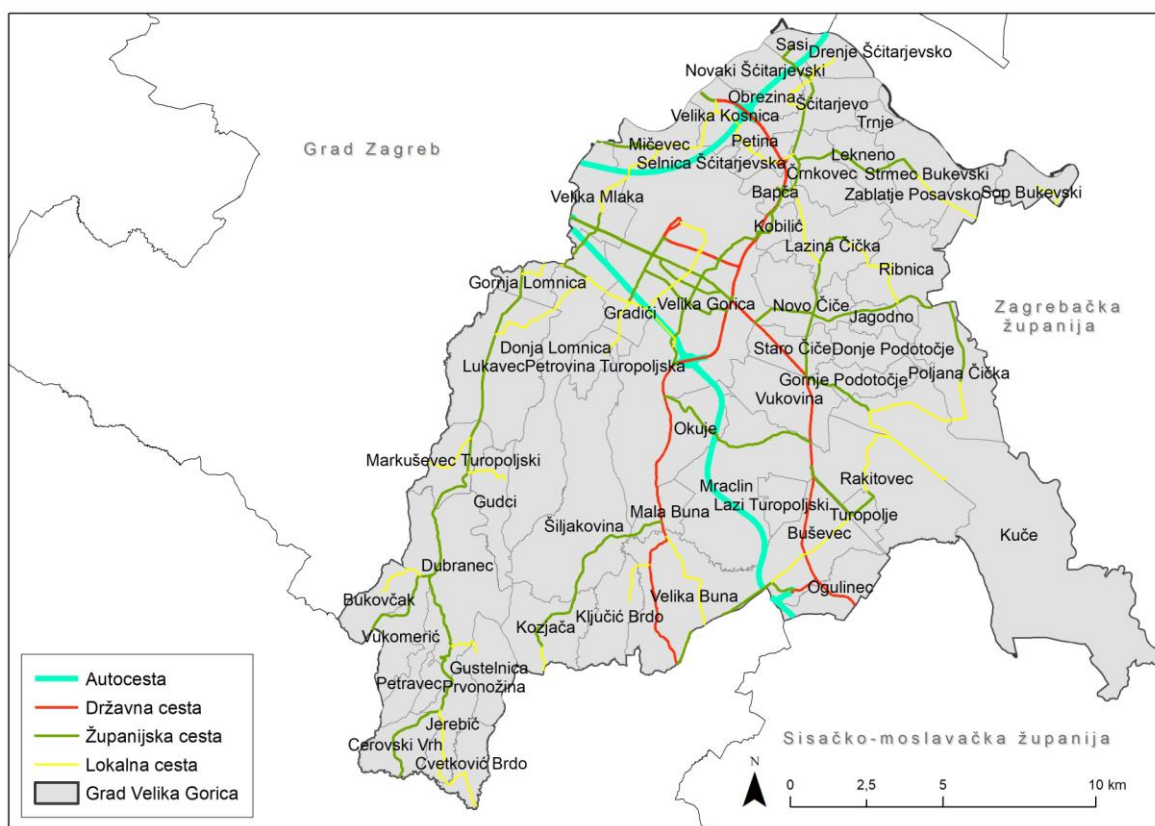 Sasi
Drenje Šćitarjevsko
Novaki Šćitarjevski
Obrezina
Šćitarjevo
Velika Kosnica
Trnje
Grad Zagreb
Mičevec
Petina
Lekneno
Selnica Šćitarjevska
Črnkovec
Strmec Bukevski
Bapča
Zablatje Posavsko
Sop Bukevski
Velika Mlaka
Kobilić
Lazina Čička
Ribnica
Gornja Lomnica
Gradići
Velika Gorica
Novo Čiče
Jagodno
Zagrebačka
županija
Donja Lomnica
Staro Čiče
Donje Podotočje
Lukavec
Petrovina Turopoljska
Gornje Podotočje
Poljana Čička
Vukovina
Okuje
Markuševec Turopoljski
Gudci
Mraclin
Rakitovec
Lazi Turopoljski
Šiljakovina
Mala Buna
Turopolje
Buševec
Kuče
Dubranec
Ogulinec
Bukovčak
Velika Buna
Ključić Brdo
Kozjača
Vukomerić
Gustelnica
Petravec
Prvonožina
Jerebić
Cerovski Vrh
Cvetković Brdo
Sisačko-moslavačka županija
Autocesta
Državna cesta
Županijska cesta
Lokalna cesta
Grad Velika Gorica
N
0 2,5 5 10 km